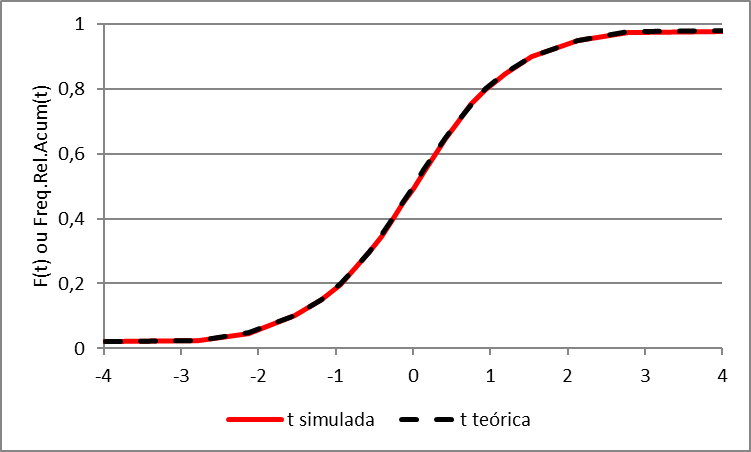 1
0,8
0,6
0,4
0,2
0
F(t) ou Freq.Rel.Acum(t)
-4 -3 -2 -1 0 1 2 3 4
t simulada t teórica